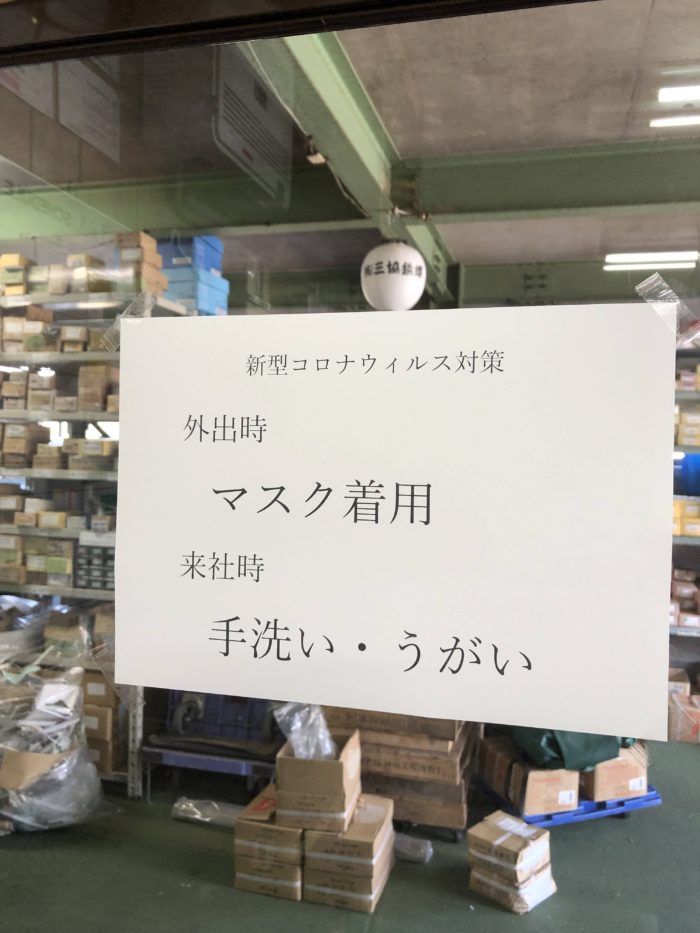 新型コロナウィルス対策
外出時
マスク着用
来社時
手洗い・うがい